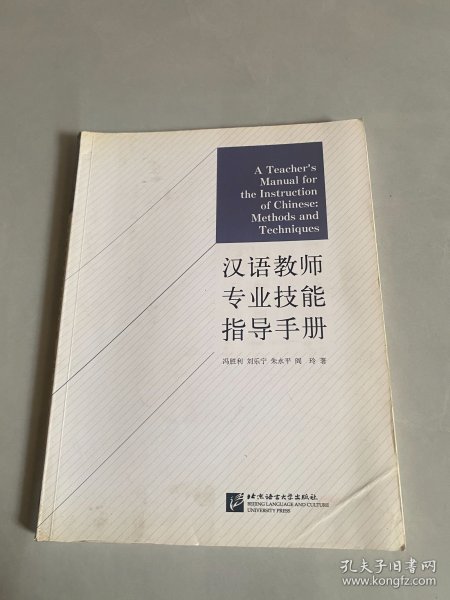 A Teacher's
Manual for
the Instruction
of Chinese:
Methods and
Techniques
汉语教师
专业技能
指导手册
冯胜利 刘乐宁 朱永平 阎 玲 著
北京语言大学出版社
BEIJING LANGUAGE AND CULTURE
UNIVERSITY PRESS
孔夫子旧书网
www.kongfz.com